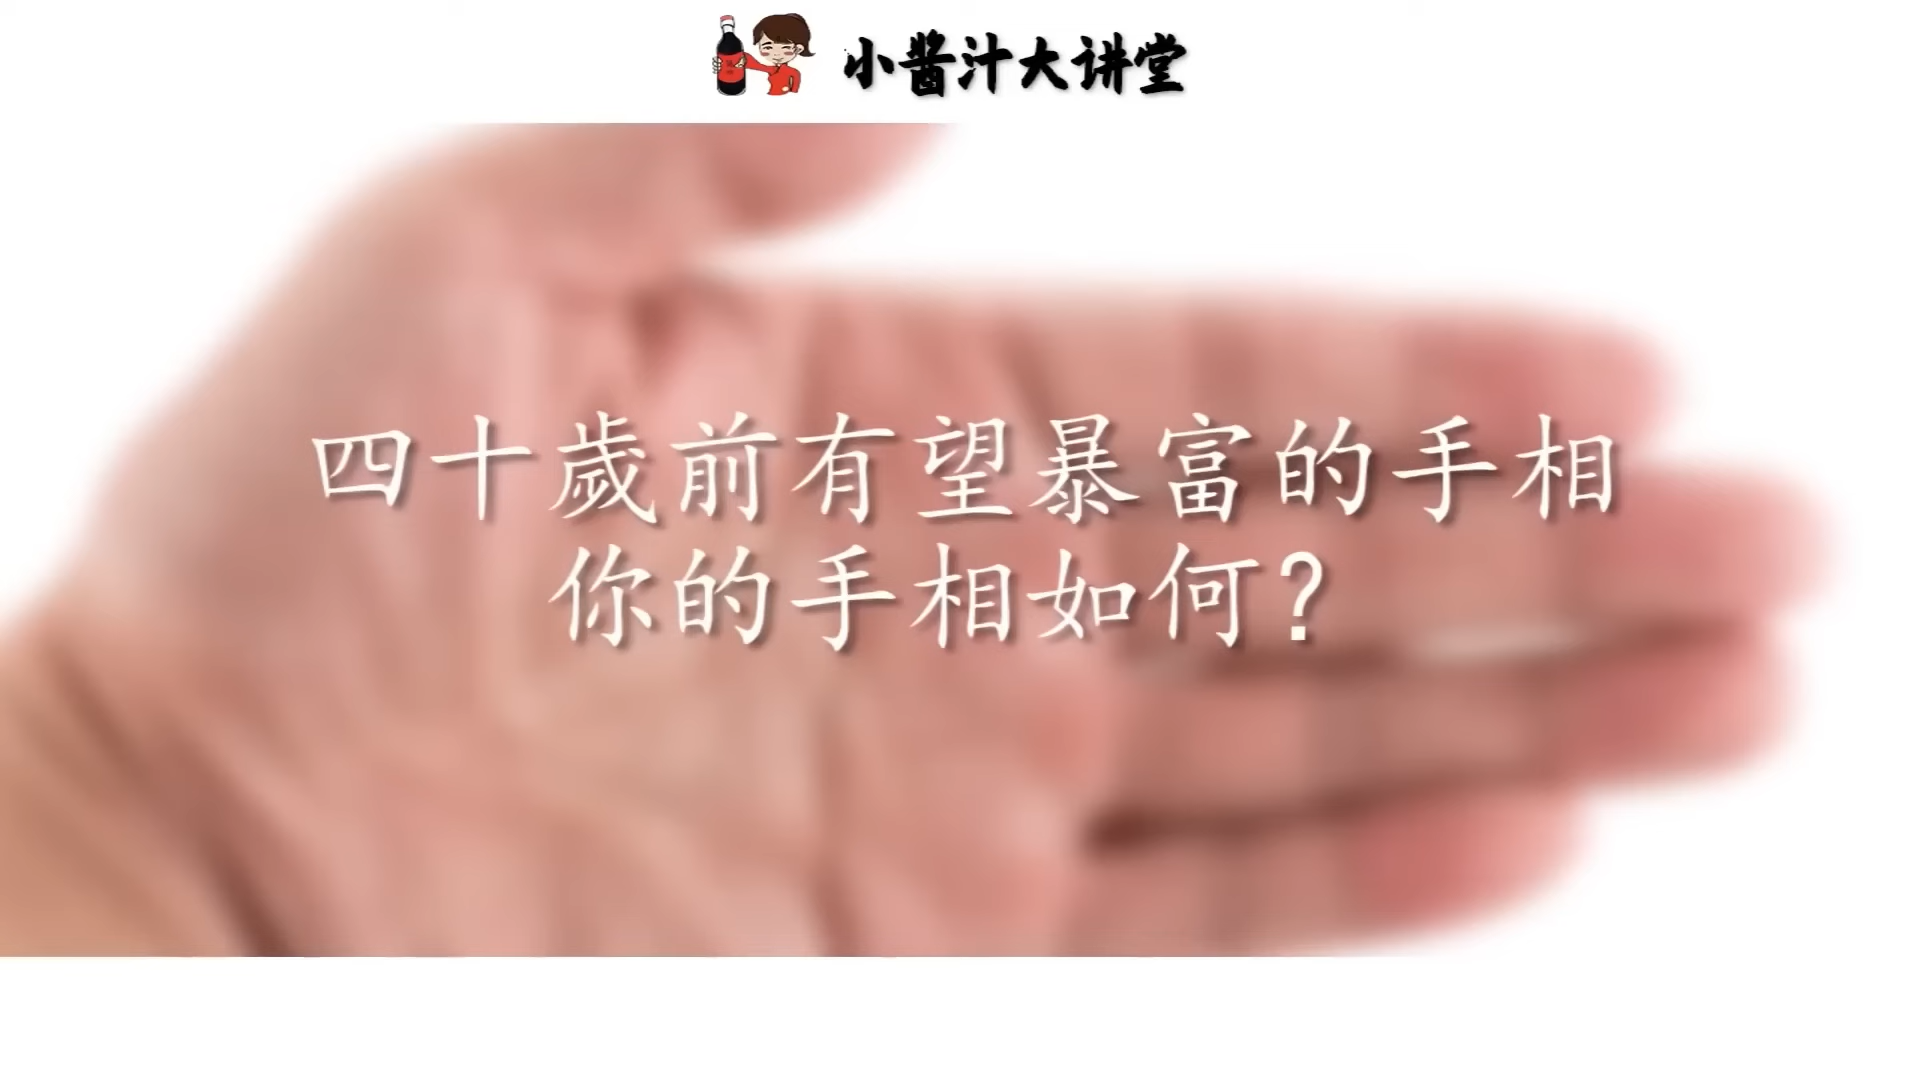 小酱汁大讲堂
四十歲前有望暴富的手相
你的手相如何?